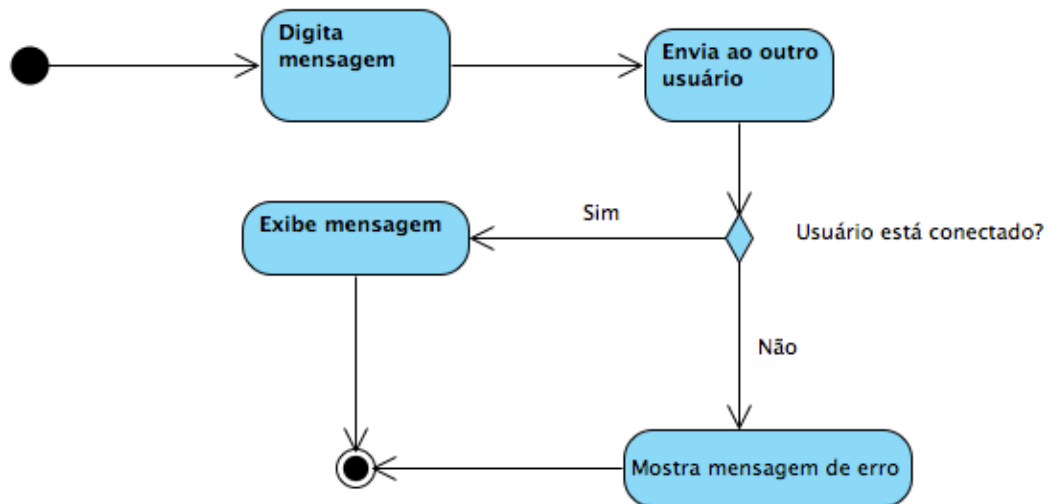 Digita
mensagem
Envia ao outro
usuário
Exibe mensagem
Sim
Usuário está conectado?
Não
Mostra mensagem de erro